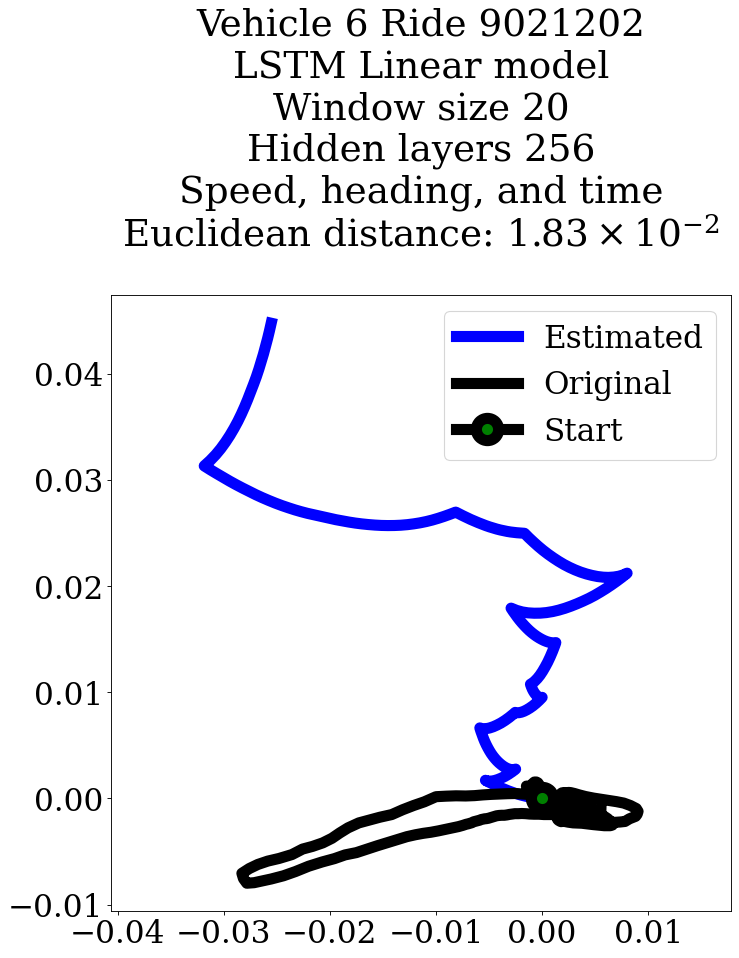 Vehicle 6 Ride 9021202
LSTM Linear model
Window size 20
Hidden layers 256
Speed, heading, and time
Euclidean distance: 1.83 × 10⁻²
Estimated
Original
Start
0.04
0.03
0.02
0.01
0.00
−0.01
−0.04 −0.03 −0.02 −0.01 0.00 0.01